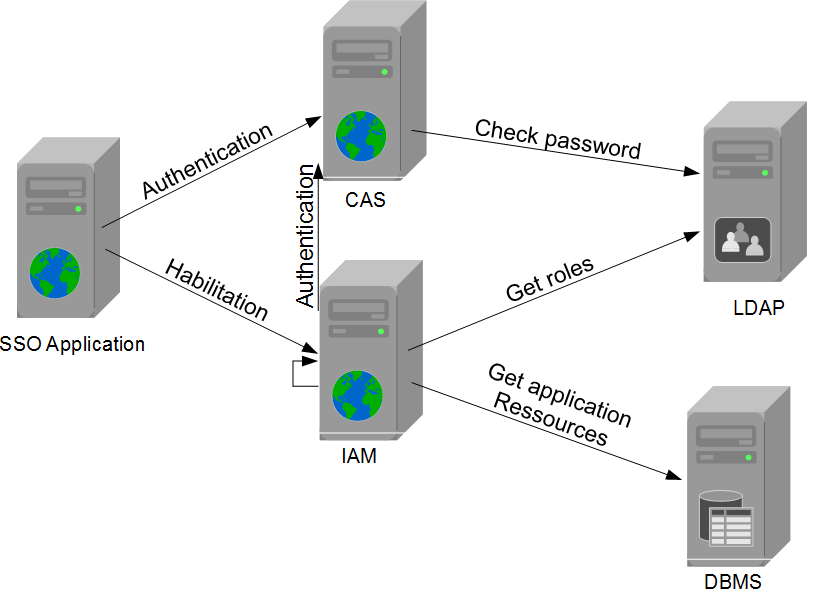 Authentication
Check password
CAS
SSO Application
Habilitation
Authentication
Get roles
LDAP
IAM
Get application
Ressources
DBMS